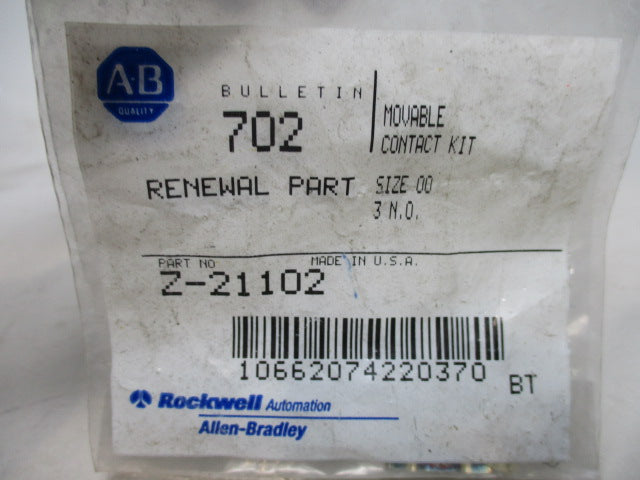 A-B
QUALITY
BULLETIN
702
MOVABLE
CONTACT KIT
RENEWAL PART
SIZE 00
3 N.O.
PART NO
MADE IN U.S.A.
Z-21102
10662074220370
BT
Rockwell Automation
Allen-Bradley